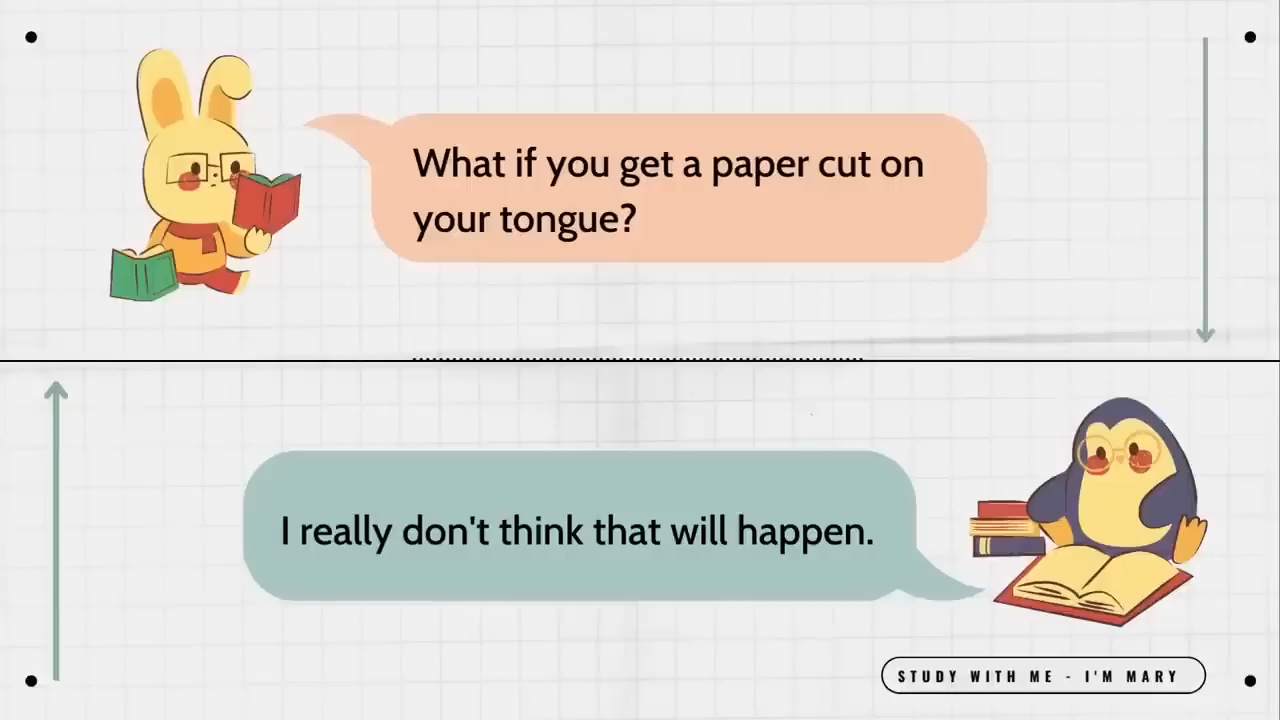 What if you get a paper cut on
your tongue?
I really don't think that will happen.
STUDY WITH ME - I'M MARY